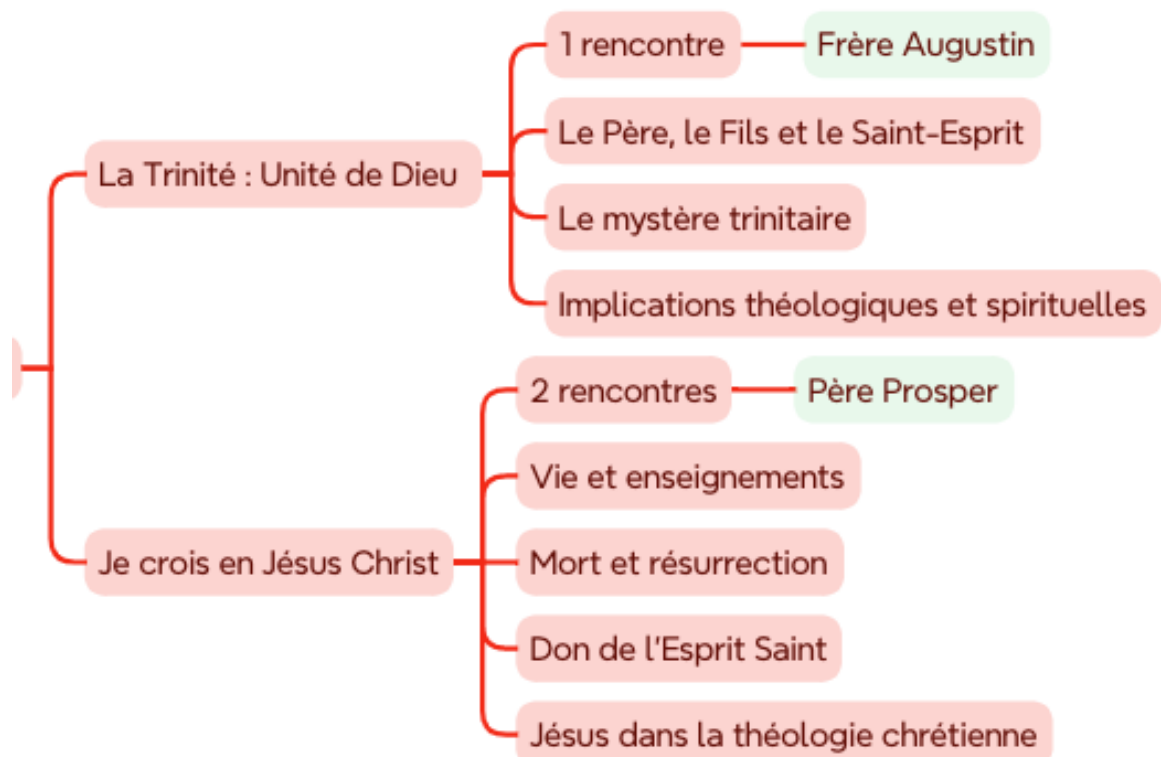 La Trinité : Unité de Dieu
1 rencontre
Frère Augustin
Le Père, le Fils et le Saint-Esprit
Le mystère trinitaire
Implications théologiques et spirituelles
Je crois en Jésus Christ
2 rencontres
Père Prosper
Vie et enseignements
Mort et résurrection
Don de l'Esprit Saint
Jésus dans la théologie chrétienne